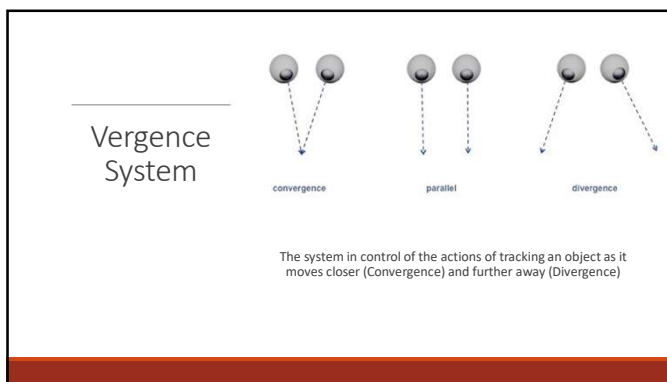 Vergence
System
convergence
parallel
divergence
The system in control of the actions of tracking an object as it
moves closer (Convergence) and further away (Divergence)